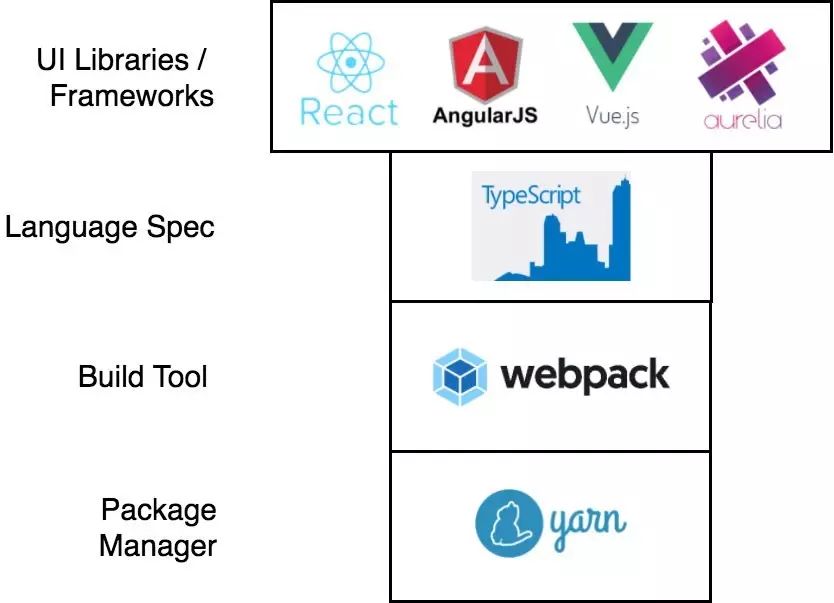 UI Libraries /
Frameworks
React
AngularJS
Vue.js
aurelia
Language Spec
TypeScript
Build Tool
webpack
Package
Manager
yarn